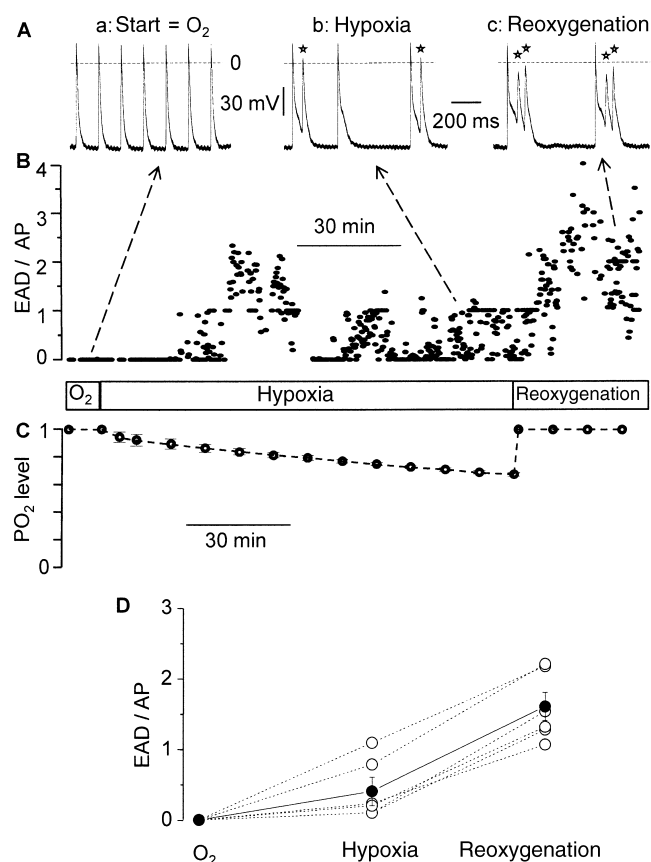 A
a: Start = O2
b: Hypoxia
c: Reoxygenation
0
30 mV
200 ms
B
4
3
2
1
0
EAD / AP
30 min
O2
Hypoxia
Reoxygenation
C
1
0
PO2 level
30 min
D
3
2
1
0
EAD / AP
O2
Hypoxia
Reoxygenation